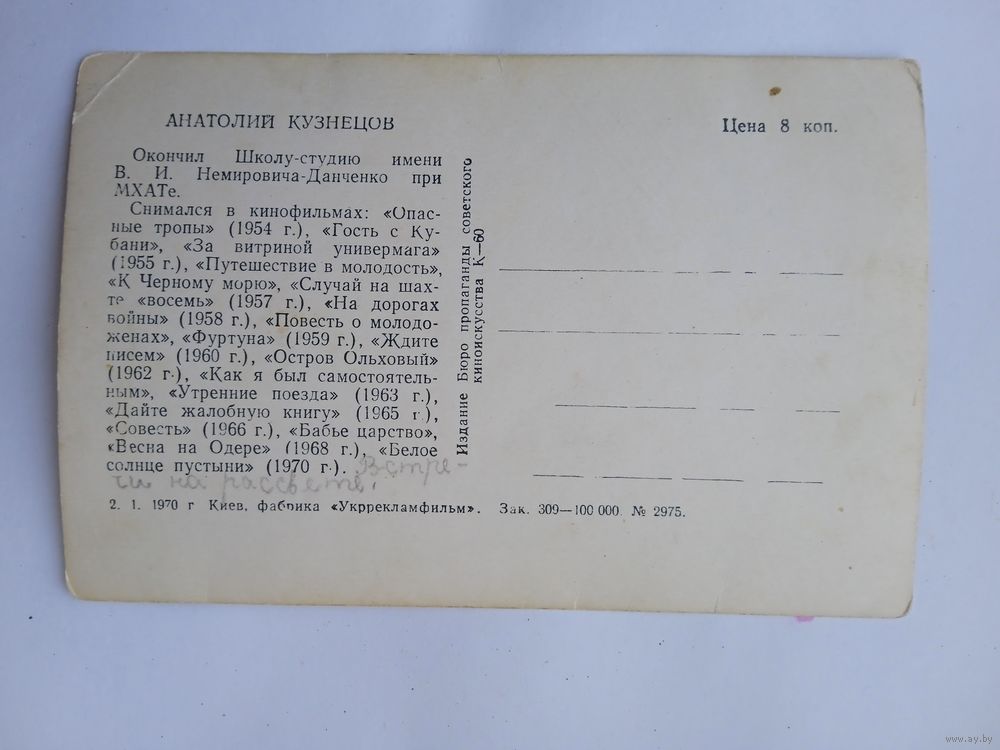 АНАТОЛИЙ КУЗНЕЦОВ
Цена 8 коп.
Окончил Школу-студию имени
В. И. Немировича-Данченко при
МХАТе.
Снимался в кинофильмах: «Опас-
ные тропы» (1954 г.), «Гость с Ку-
бани», «За витриной универмага»
(1955 г.), «Путешествие в молодость»,
«К Черному морю», «Случай на шах-
те «восемь» (1957 г.), «На дорогах
войны» (1958 г.), «Повесть о молодо-
женах», «Фуртуна» (1959 г.), «Ждите
писем» (1960 г.), «Остров Ольховый»
(1962 г.), «Как я был самостоятель-
ным», «Утренние поезда» (1963 г.),
«Дайте жалобную книгу» (1965 г.),
«Совесть» (1966 г.), «Бабье царство»,
«Весна на Одере» (1968 г.), «Белое
солнце пустыни» (1970 г.). Встре-
чи на рассвете.
Издание Бюро пропаганды советского
киноискусства К—60
2. 1. 1970 г Киев, фабрика «Укррекламфильм». Зак. 309—100 000. № 2975.
www.ay.by